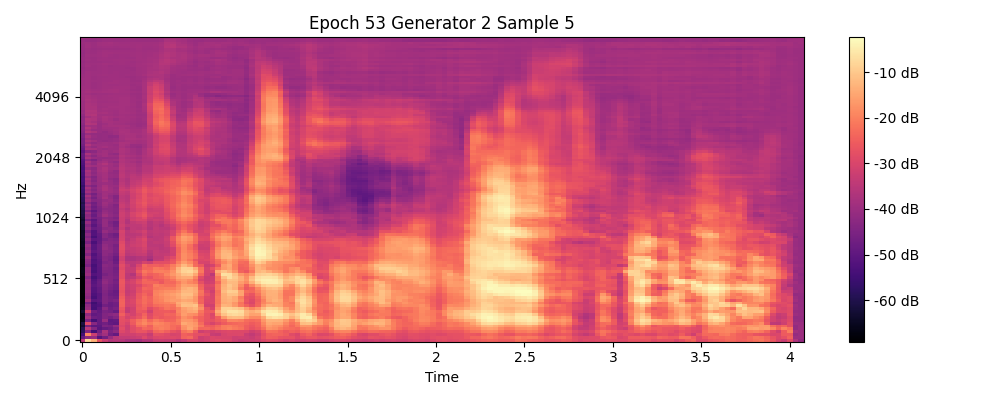 Epoch 53 Generator 2 Sample 5
4096
2048
1024
512
0
Hz
0
0.5
1
1.5
2
2.5
3
3.5
4
Time
-10 dB
-20 dB
-30 dB
-40 dB
-50 dB
-60 dB